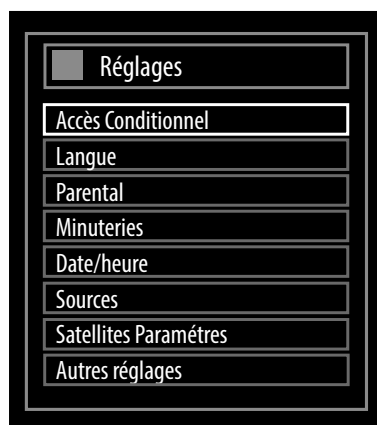 Réglages
Accès Conditionnel
Langue
Parental
Minuteries
Date/heure
Sources
Satellites Paramétres
Autres réglages